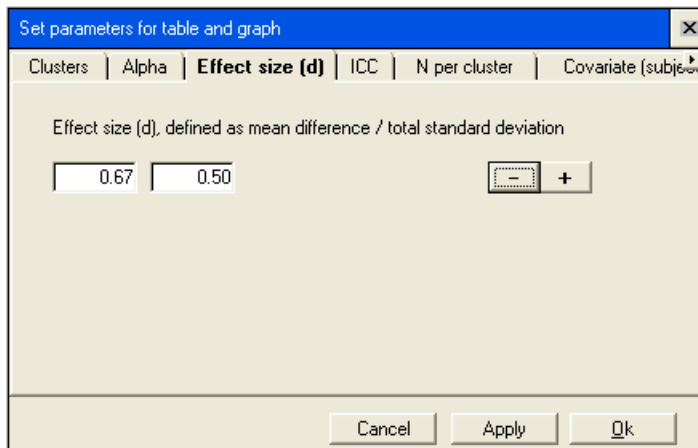 Set parameters for table and graph
Clusters Alpha Effect size (d) ICC N per cluster Covariate
Effect size (d), defined as mean difference / total standard deviation
0.67 0.50 - +
Cancel Apply Ok